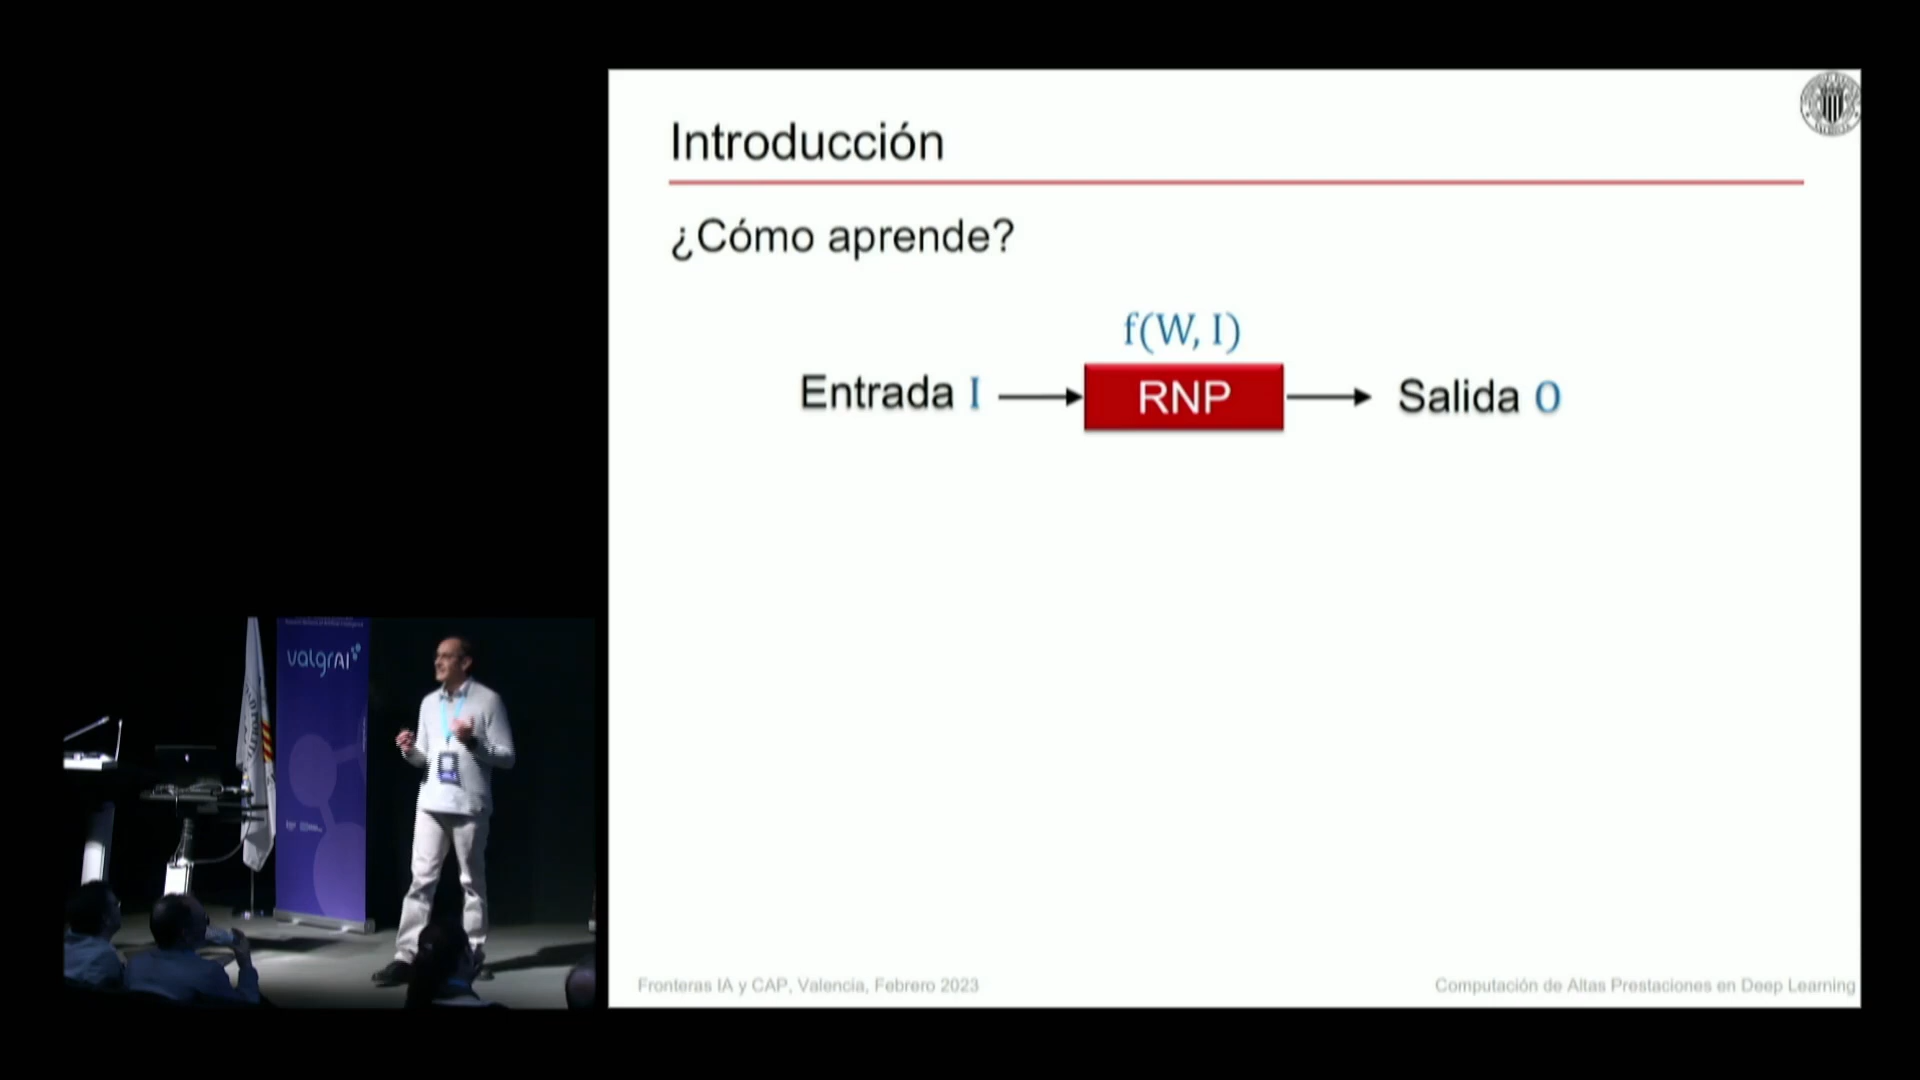 Introducción
¿Cómo aprende?
f(W, I)
Entrada I
RNP
Salida O
Fronteras IA y CAP, Valencia, Febrero 2023
Computación de Altas Prestaciones en Deep Learning
valgrAI